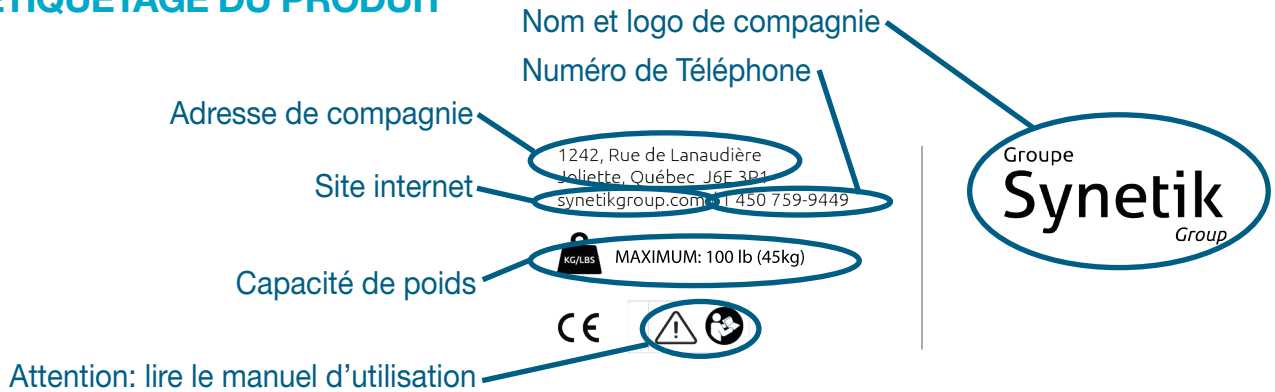 ÉTIQUETAGE DU PRODUIT
Nom et logo de compagnie
Numéro de Téléphone
Adresse de compagnie
1242, Rue de Lanaudière
Joliette, Québec J6E 3P1
Site internet
synetikgroup.com 1 450 759-9449
Groupe
Synetik
Group
KG/LBS
MAXIMUM: 100 lb (45kg)
Capacité de poids
CE
Attention: lire le manuel d'utilisation